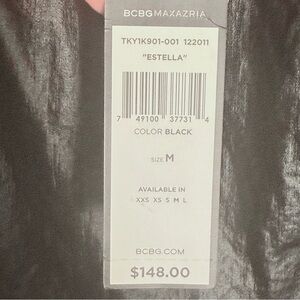 BCBGMAXAZRIA
TKY1K901-001 122011
"ESTELLA"
7 49100 37731 4
COLOR BLACK
SIZE M
AVAILABLE IN
XXS XS S M L
BCBG.COM
$148.00